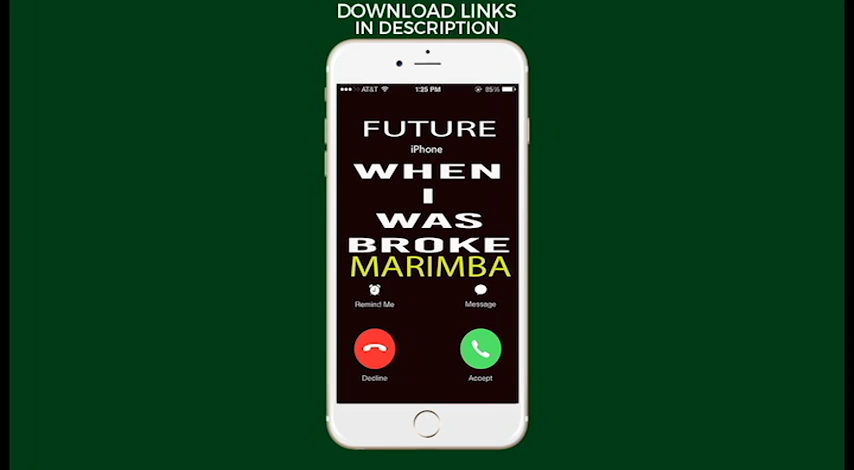 DOWNLOAD LINKS
IN DESCRIPTION
AT&T 1:25 PM 85%
FUTURE
iPhone
WHEN
I
WAS
BROKE
MARIMBA
Remind Me Message
Decline Accept